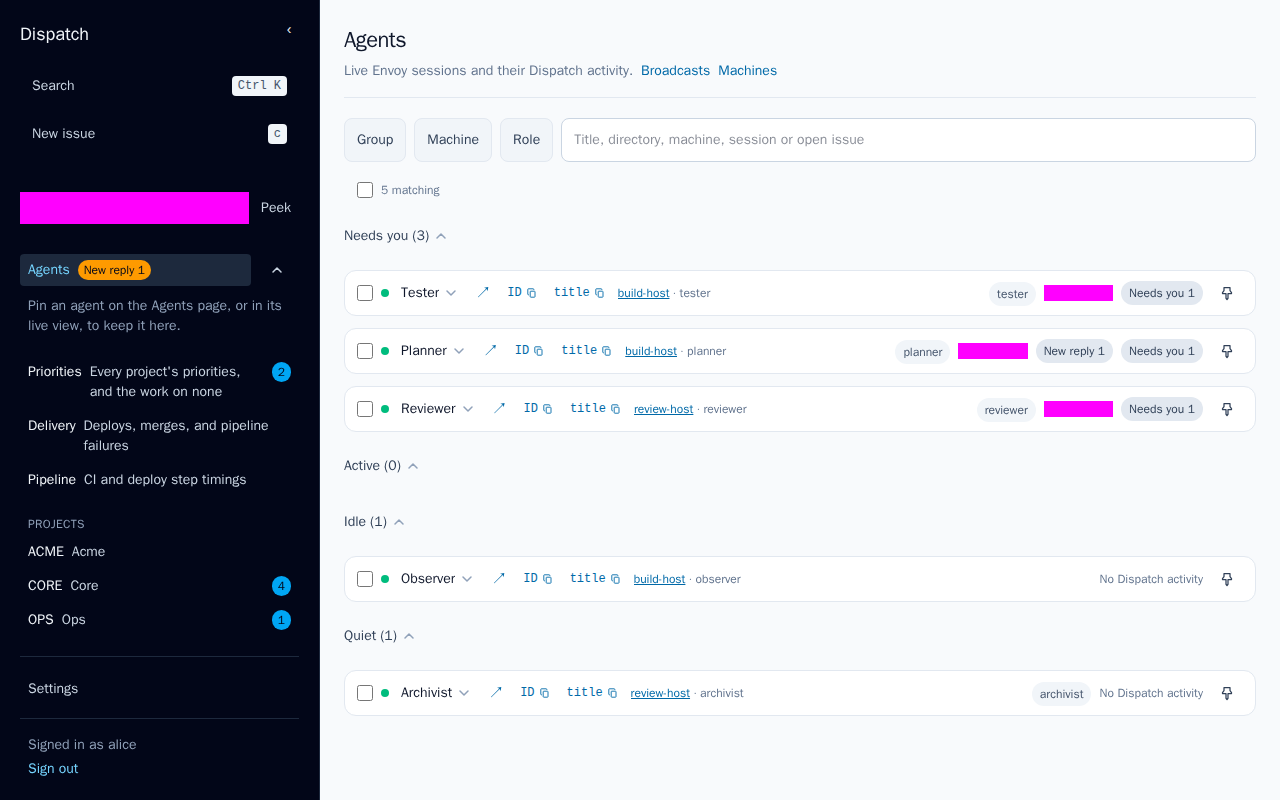 Dispatch
Search Ctrl K
New issue C
Peek
Agents New reply 1
Pin an agent on the Agents page, or in its
live view, to keep it here.
Priorities Every project's priorities,
and the work on none 2
Delivery Deploys, merges, and pipeline
failures
Pipeline CI and deploy step timings
PROJECTS
ACME Acme
CORE Core 4
OPS Ops 1
Settings
Signed in as alice
Sign out
Agents
Live Envoy sessions and their Dispatch activity. Broadcasts Machines
Group Machine Role Title, directory, machine, session or open issue
5 matching
Needs you (3)
Tester ID title build-host · tester tester Needs you 1
Planner ID title build-host · planner planner New reply 1 Needs you 1
Reviewer ID title review-host · reviewer reviewer Needs you 1
Active (0)
Idle (1)
Observer ID title build-host · observer No Dispatch activity
Quiet (1)
Archivist ID title review-host · archivist archivist No Dispatch activity